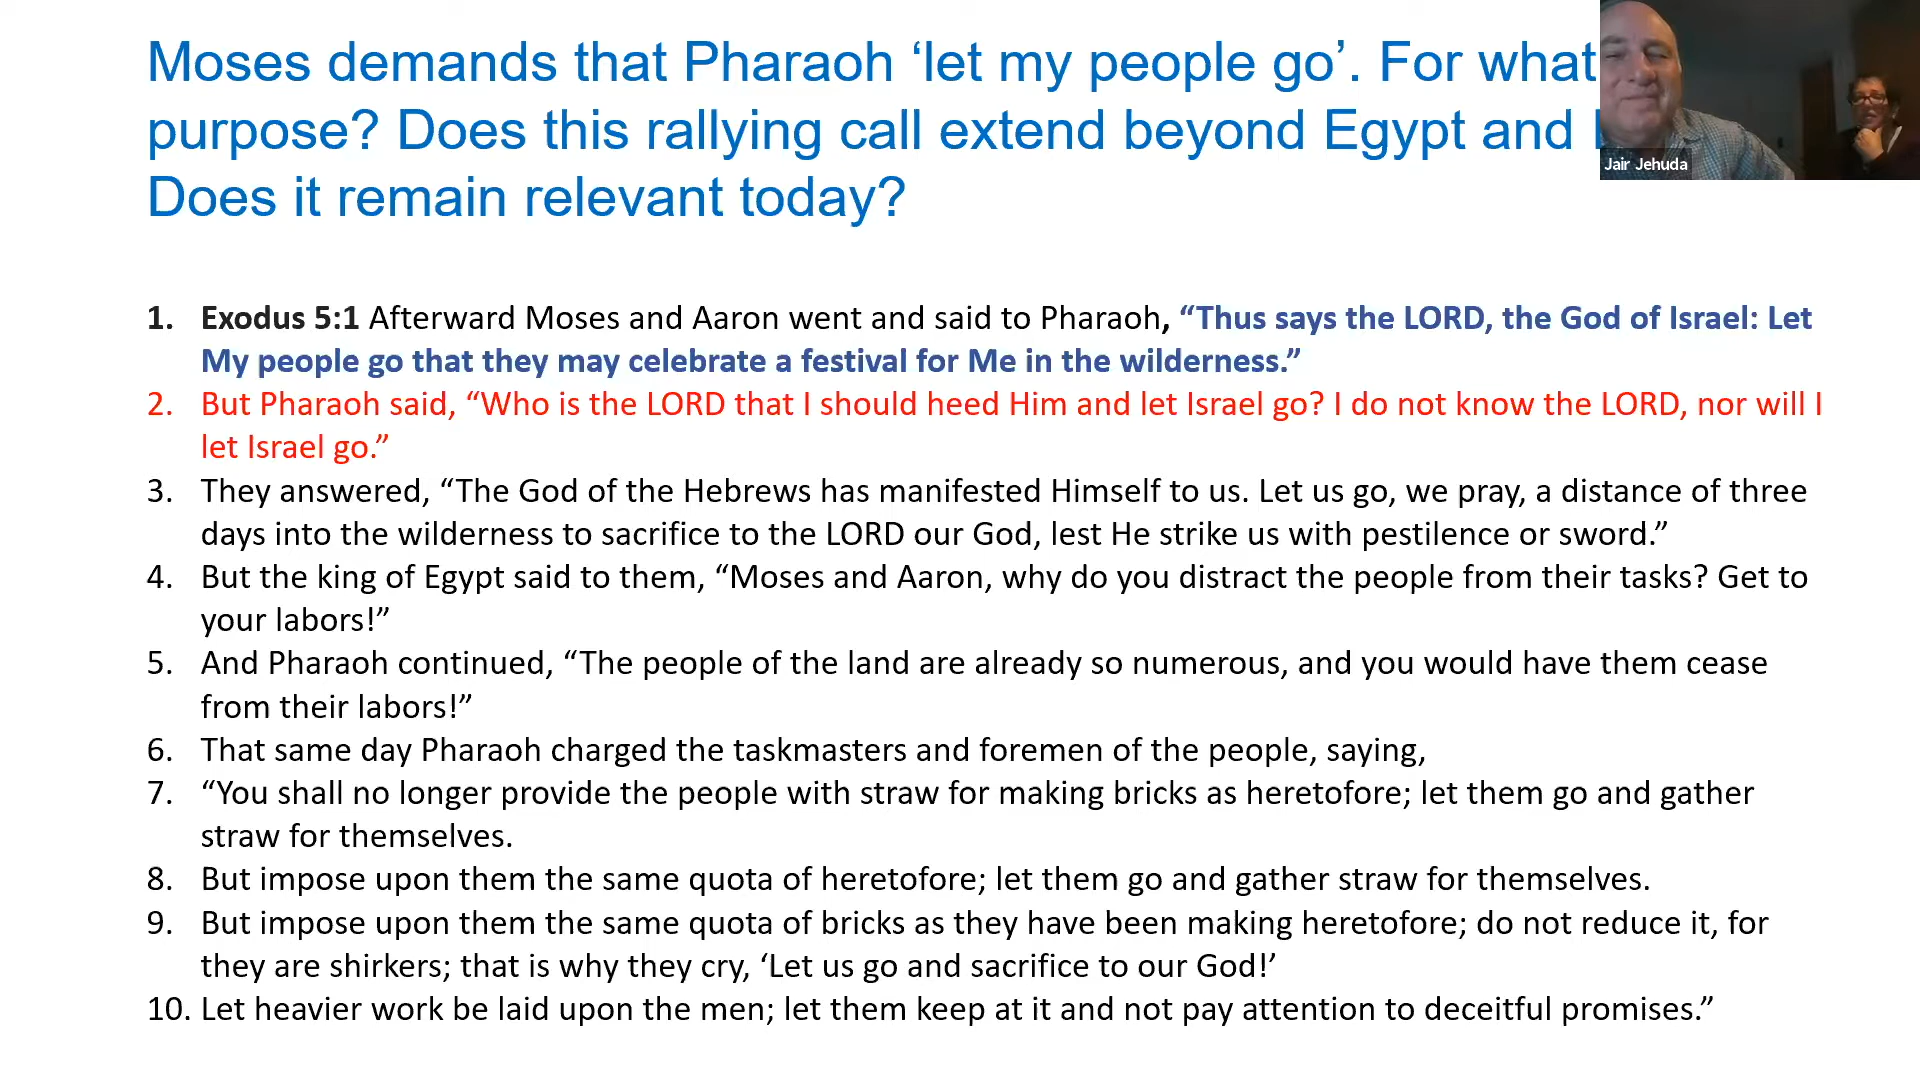 Moses demands that Pharaoh ‘let my people go’. For what
purpose? Does this rallying call extend beyond Egypt and
Does it remain relevant today?
Jair Jehuda
1. Exodus 5:1 Afterward Moses and Aaron went and said to Pharaoh, “Thus says the LORD, the God of Israel: Let
My people go that they may celebrate a festival for Me in the wilderness.”
2. But Pharaoh said, “Who is the LORD that I should heed Him and let Israel go? I do not know the LORD, nor will I
let Israel go.”
3. They answered, “The God of the Hebrews has manifested Himself to us. Let us go, we pray, a distance of three
days into the wilderness to sacrifice to the LORD our God, lest He strike us with pestilence or sword.”
4. But the king of Egypt said to them, “Moses and Aaron, why do you distract the people from their tasks? Get to
your labors!”
5. And Pharaoh continued, “The people of the land are already so numerous, and you would have them cease
from their labors!”
6. That same day Pharaoh charged the taskmasters and foremen of the people, saying,
7. “You shall no longer provide the people with straw for making bricks as heretofore; let them go and gather
straw for themselves.
8. But impose upon them the same quota of heretofore; let them go and gather straw for themselves.
9. But impose upon them the same quota of bricks as they have been making heretofore; do not reduce it, for
they are shirkers; that is why they cry, ‘Let us go and sacrifice to our God!’
10. Let heavier work be laid upon the men; let them keep at it and not pay attention to deceitful promises.”